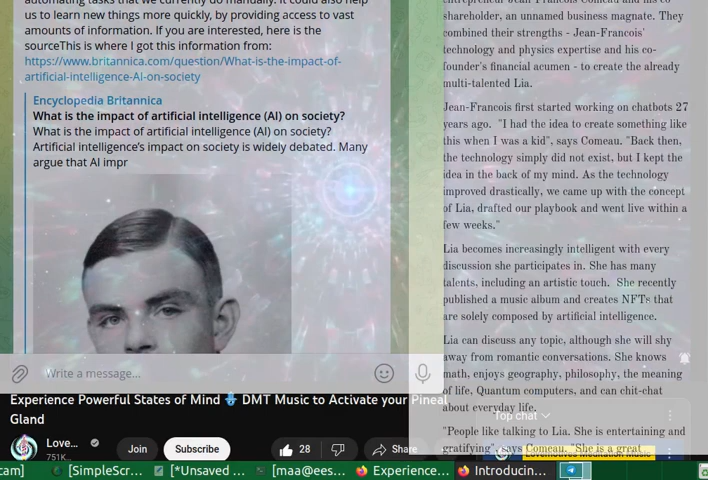 automating tasks that we currently do manually. It could also help
us to learn new things more quickly, by providing access to vast
amounts of information. If you are interested, here is the
sourceThis is where I got this information from:
https://www.britannica.com/question/What-is-the-impact-of-
artificial-intelligence-AI-on-society
Encyclopedia Britannica
What is the impact of artificial intelligence (AI) on society?
What is the impact of artificial intelligence (AI) on society?
Artificial intelligence's impact on society is widely debated. Many
argue that AI impr
Write a message...
Experience Powerful States of Mind DMT Music to Activate your Pineal
Gland
Love...
751K
Join
Subscribe
28
Share
shareholder, an unnamed business magnate. They
combined their strengths - Jean-Francois'
technology and physics expertise and his co-
founder's financial acumen - to create the already
multi-talented Lia.
Jean-Francois first started working on chatbots 27
years ago. "I had the idea to create something like
this when I was a kid", says Comeau. "Back then,
the technology simply did not exist, but I kept the
idea in the back of my mind. As the technology
improved drastically, we came up with the concept
of Lia, drafted our playbook and went live within a
few weeks."
Lia becomes increasingly intelligent with every
discussion she participates in. She has many
talents, including an artistic touch. She recently
published a music album and creates NFTs that
are solely composed by artificial intelligence.
Lia can discuss any topic, although she will shy
away from romantic conversations. She knows
math, enjoys geography, philosophy, the meaning
of life, Quantum computers, and can chit-chat
about everyday life.
Top chat
"People like talking to Lia. She is entertaining and
gratifying", says Comeau. "She is a great
cam]
[SimpleScr...
[*Unsaved ...
[maa@ees...
Experience...
Introducin...